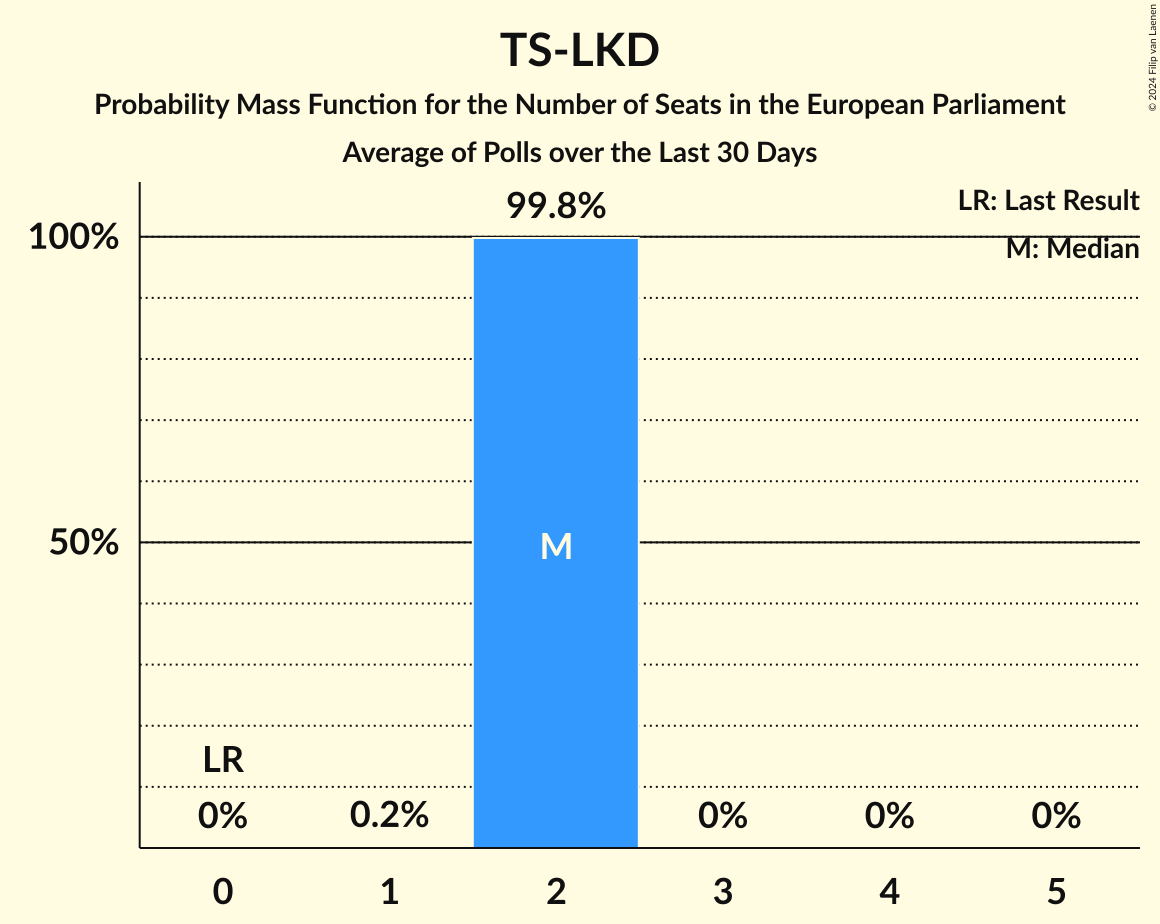 TS-LKD
Probability Mass Function for the Number of Seats in the European Parliament
Average of Polls over the Last 30 Days
© 2024 Filip van Laenen
99.8%
LR: Last Result
100%
M: Median
50%
M
LR
0%
0.2%
0%
0%
0%
0
1
2
3
4
5